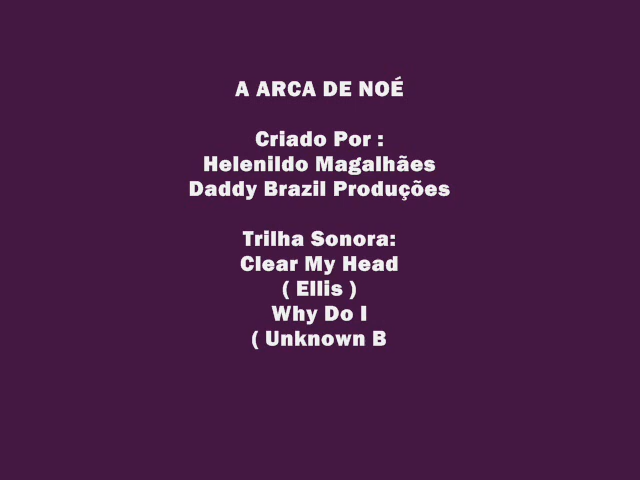 A ARCA DE NOÉ
Criado Por :
Helenildo Magalhães
Daddy Brazil Produções
Trilha Sonora:
Clear My Head
( Ellis )
Why Do I
( Unknown B